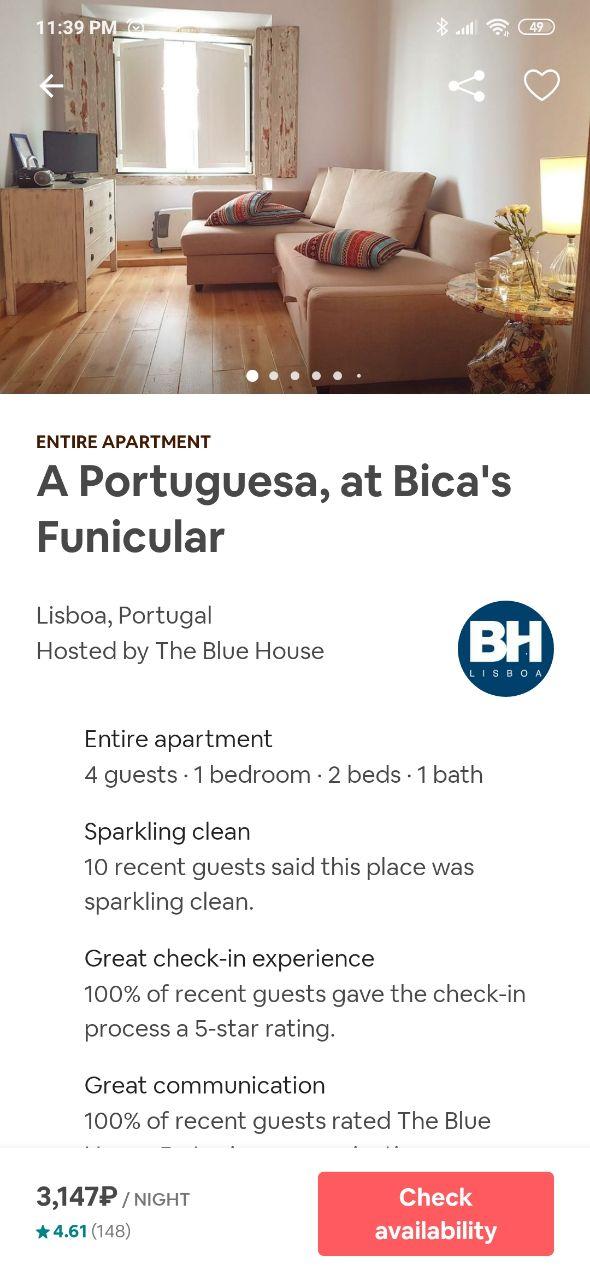 11:39 PM
49
ENTIRE APARTMENT
A Portuguesa, at Bica's
Funicular
Lisboa, Portugal
Hosted by The Blue House
BH
LISBOA
Entire apartment
4 guests · 1 bedroom · 2 beds · 1 bath
Sparkling clean
10 recent guests said this place was
sparkling clean.
Great check-in experience
100% of recent guests gave the check-in
process a 5-star rating.
Great communication
100% of recent guests rated The Blue
3,147₽ / NIGHT
★ 4.61 (148)
Check
availability